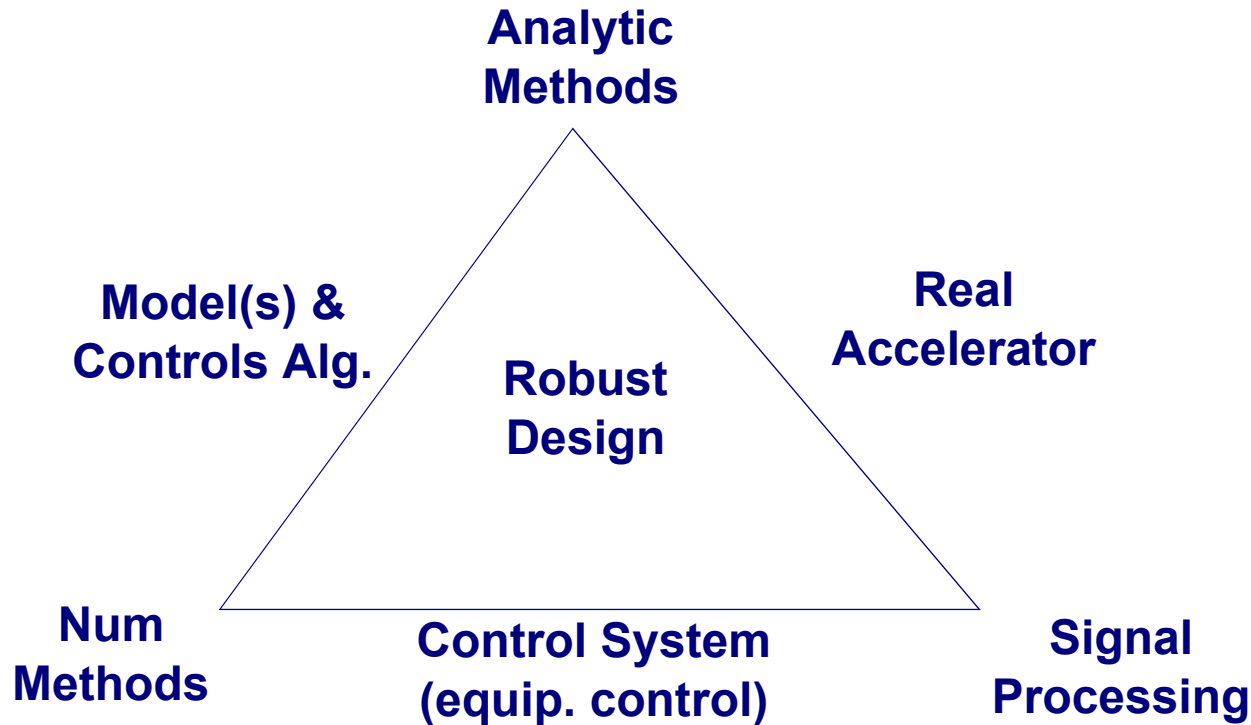 Analytic
Methods
Model(s) &
Controls Alg.
Real
Accelerator
Robust
Design
Num
Methods
Control System
(equip. control)
Signal
Processing